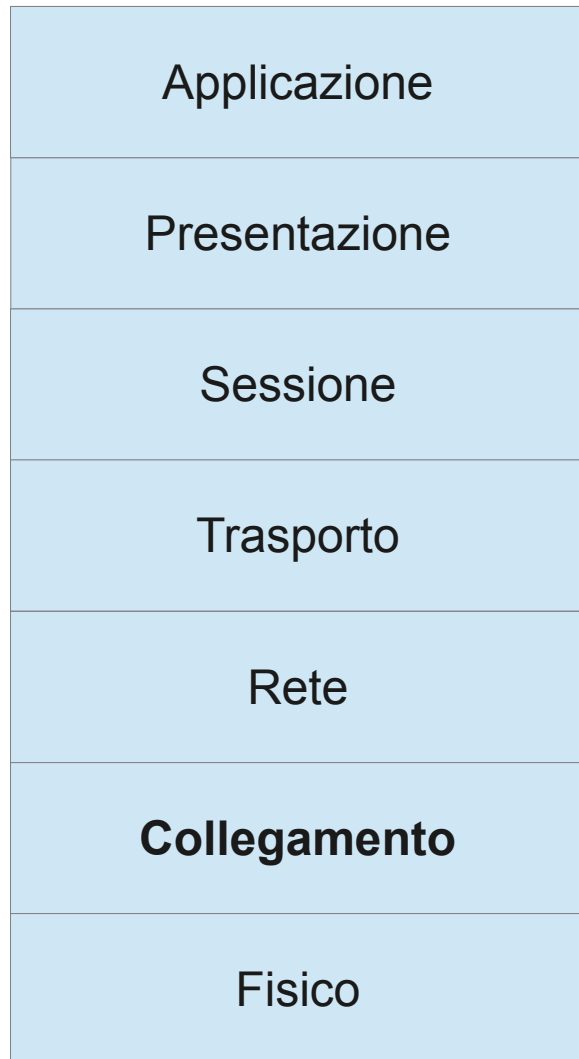 Applicazione
Presentazione
Sessione
Trasporto
Rete
Collegamento
Fisico